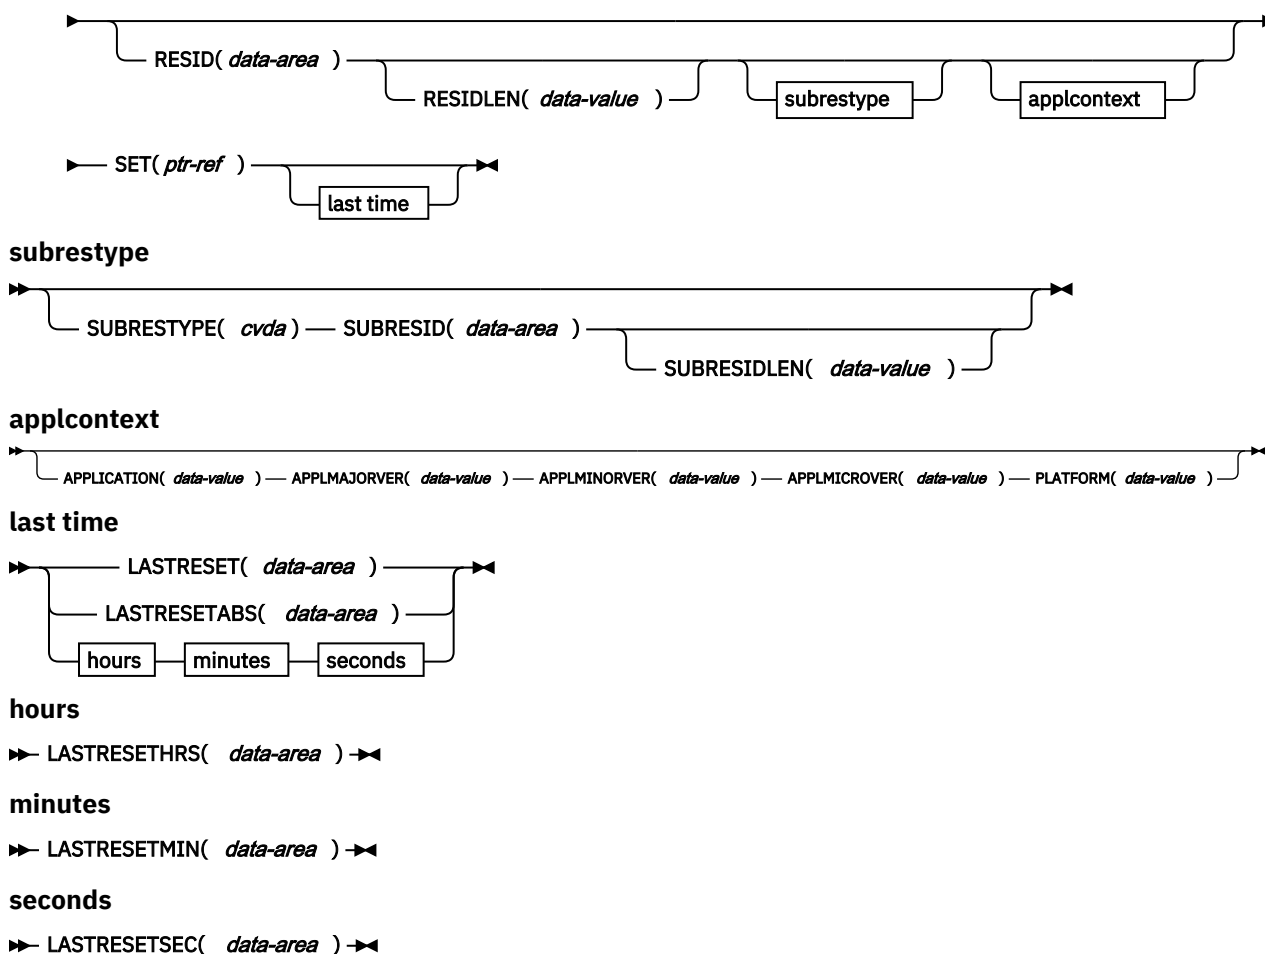 RESID( data-area )
RESIDLEN( data-value ) subrestype applcontext
SET( ptr-ref )
last time
subrestype
SUBRESTYPE( cvda ) SUBRESID( data-area )
SUBRESIDLEN( data-value )
applcontext
APPLICATION( data-value ) APPLMAJORVER( data-value ) APPLMINORVER( data-value ) APPLMICROVER( data-value ) PLATFORM( data-value )
last time
LASTRESET( data-area )
LASTRESETABS( data-area )
hours minutes seconds
hours
LASTRESETHRS( data-area )
minutes
LASTRESETMIN( data-area )
seconds
LASTRESETSEC( data-area )